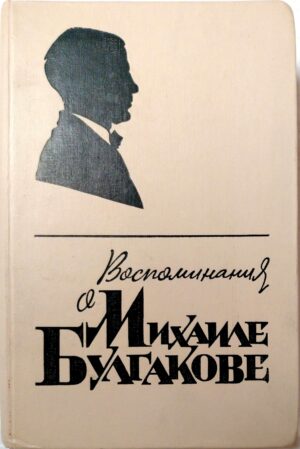 Воспоминания
о
Михаиле
Булгакове